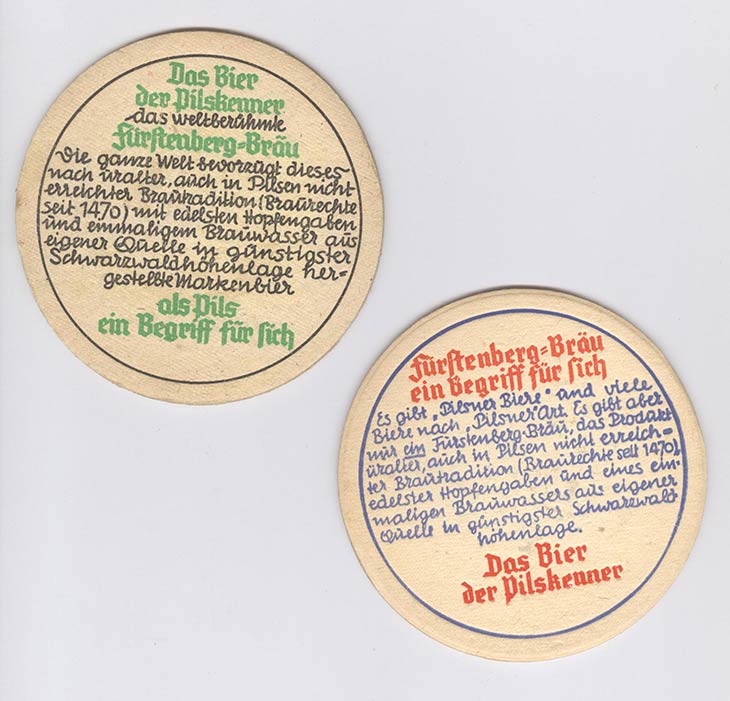 Das Bier
der Pilskenner
das weltberühmte
Fürstenberg-Bräu
Die ganze Welt bevorzugt dieses
nach uralter, auch in Pilsen nicht
erreichter Brautradition (Braurechte
seit 1470) mit edelsten Hopfengaben
und einmaligem Brauwasser aus
eigener Quelle in günstigster
Schwarzwaldhöhenlage her-
gestellte Markenbier
als Pils
ein Begriff für sich
Fürstenberg-Bräu
ein Begriff für sich
Es gibt „Pilsner Biere" und viele
Biere nach „Pilsner" Art. Es gibt aber
nur ein Fürstenberg-Bräu, das Produkt
uralter, auch in Pilsen nicht erreich-
ter Brautradition (Braurechte seit 1470),
edelster Hopfengaben und eines ein-
maligen Brauwassers aus eigener
Quelle in günstigster Schwarzwald-
höhenlage.
Das Bier
der Pilskenner